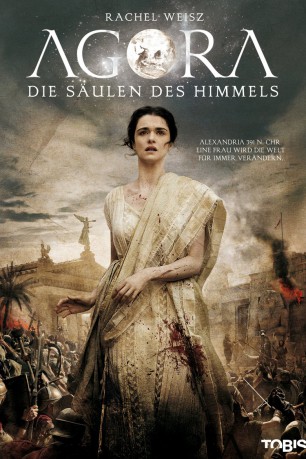 RACHEL WEISZ
AGORA
DIE SÄULEN DES HIMMELS
ALEXANDRIA 391 N. CHR.
EINE FRAU WIRD DIE WELT
FÜR IMMER VERÄNDERN.
TOBIS